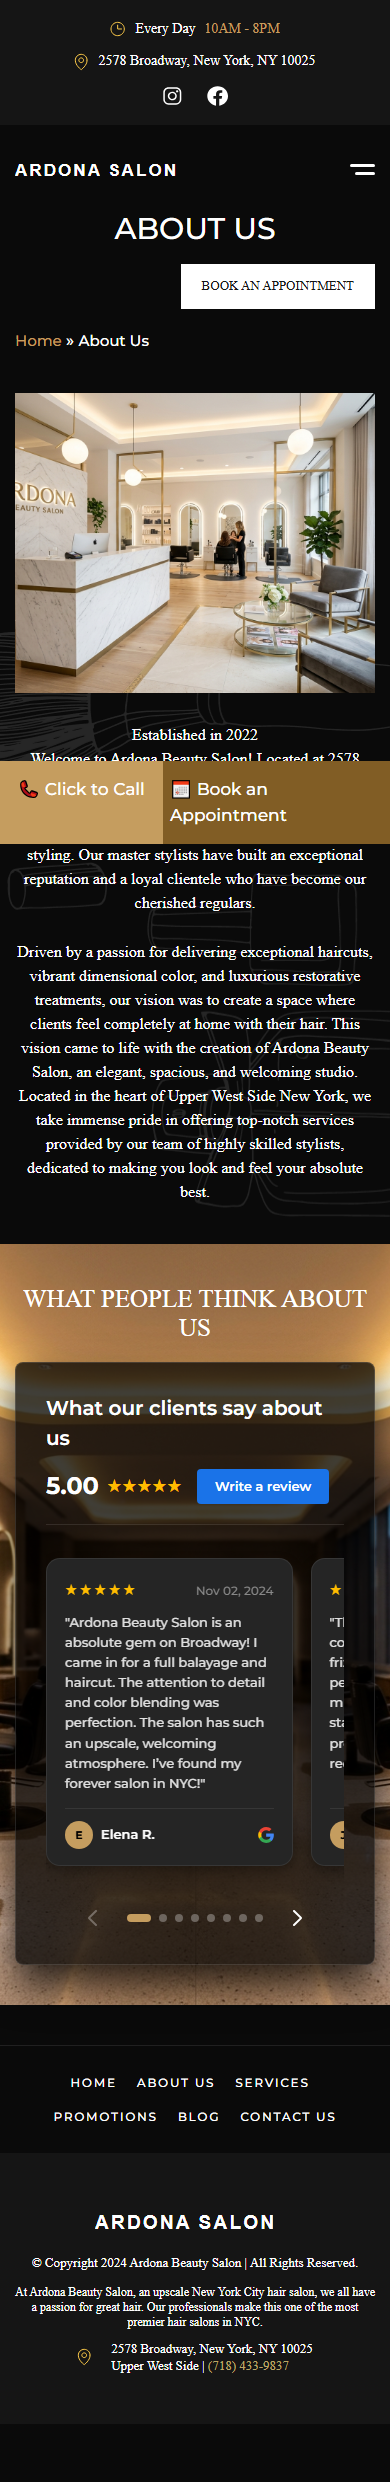 Every Day 10AM - 8PM
2578 Broadway, New York, NY 10025
ARDONA SALON
ABOUT US
BOOK AN APPOINTMENT
Home » About Us
RDONA
EAUTY SALON
Established in 2022
Welcome to Ardona Beauty Salon! Located at 2578
Click to Call
Book an
Appointment
styling. Our master stylists have built an exceptional
reputation and a loyal clientele who have become our
cherished regulars.
Driven by a passion for delivering exceptional haircuts,
vibrant dimensional color, and luxurious restorative
treatments, our vision was to create a space where
clients feel completely at home with their hair. This
vision came to life with the creation of Ardona Beauty
Salon, an elegant, spacious, and welcoming studio.
Located in the heart of Upper West Side New York, we
take immense pride in offering top-notch services
provided by our team of highly skilled stylists,
dedicated to making you look and feel your absolute
best.
WHAT PEOPLE THINK ABOUT
US
What our clients say about
us
5.00 ★★★★★ Write a review
★★★★★ Nov 02, 2024
"Ardona Beauty Salon is an
absolute gem on Broadway! I
came in for a full balayage and
haircut. The attention to detail
and color blending was
perfection. The salon has such
an upscale, welcoming
atmosphere. I've found my
forever salon in NYC!"
E Elena R.
HOME ABOUT US SERVICES
PROMOTIONS BLOG CONTACT US
ARDONA SALON
© Copyright 2024 Ardona Beauty Salon | All Rights Reserved.
At Ardona Beauty Salon, an upscale New York City hair salon, we all have
a passion for great hair. Our professionals make this one of the most
premier hair salons in NYC.
2578 Broadway, New York, NY 10025
Upper West Side | (718) 433-9837